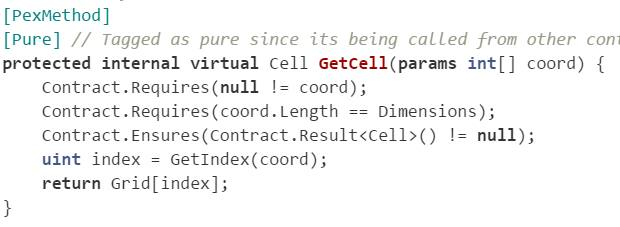 [PexMethod]
[Pure] // Tagged as pure since its being called from other
protected internal virtual Cell GetCell(params int[] coord) {
    Contract.Requires(null != coord);
    Contract.Requires(coord.Length == Dimensions);
    Contract.Ensures(Contract.Result<Cell>() != null);
    uint index = GetIndex(coord);
    return Grid[index];
}